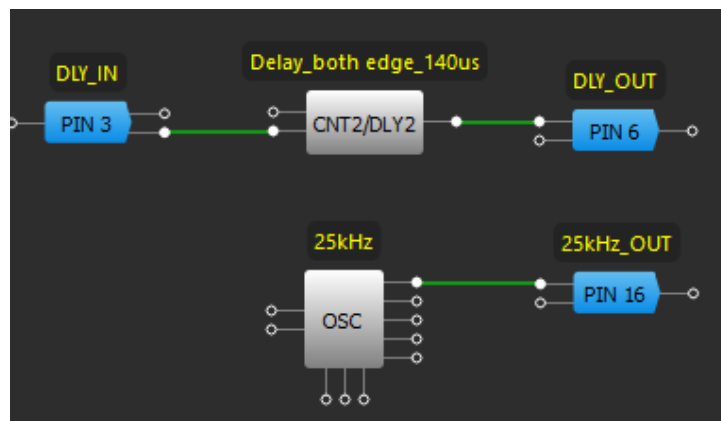 DLY_IN
Delay_both edge_140us
DLY_OUT
PIN 3
CNT2/DLY2
PIN 6
25kHz
25kHz_OUT
OSC
PIN 16